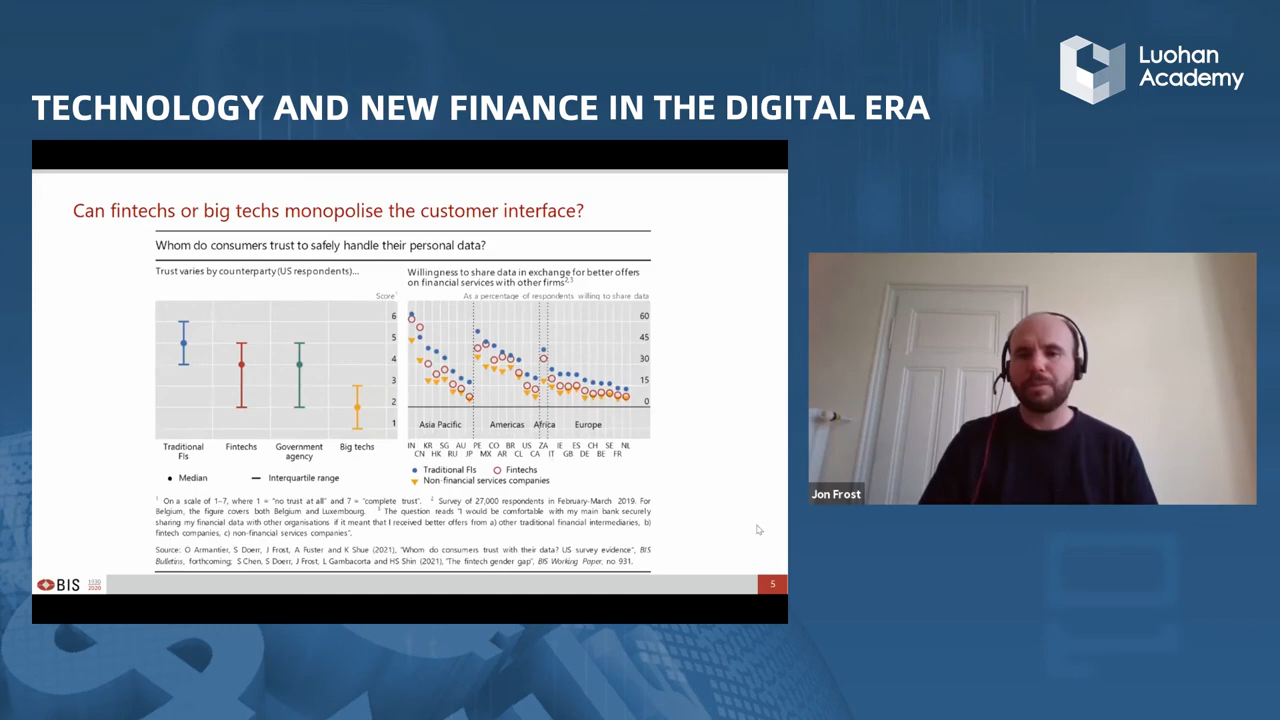 Luohan
Academy
TECHNOLOGY AND NEW FINANCE IN THE DIGITAL ERA
Can fintechs or big techs monopolise the customer interface?
Whom do consumers trust to safely handle their personal data?
Trust varies by counterparty (US respondents)...
Score¹
6
5
4
3
2
1
Traditional
FIs
Fintechs
Government
agency
Big techs
Median
Interquartile range
Willingness to share data in exchange for better offers
on financial services with other firms²,³
As a percentage of respondents willing to share data
60
45
30
15
0
Asia Pacific
Americas
Africa
Europe
IN KR SG AU PE CO BR US ZA IE ES CH SE NL
CN HK RU JP MX AR CL CA IT GB DE BE FR
Traditional FIs
Fintechs
Non-financial services companies
¹ On a scale of 1–7, where 1 = "no trust at all" and 7 = "complete trust". ² Survey of 27,000 respondents in February-March 2019. For
Belgium, the figure covers both Belgium and Luxembourg. ³ The question reads "I would be comfortable with my main bank securely
sharing my financial data with other organisations if it meant that I received better offers from a) other traditional financial intermediaries, b)
fintech companies, c) non-financial services companies".
Source: O Armantier, S Doerr, J Frost, A Fuster and K Shue (2021), "Whom do consumers trust with their data? US survey evidence", BIS
Bulletins, forthcoming; S Chen, S Doerr, J Frost, L Gambacorta and HS Shin (2021), "The fintech gender gap", BIS Working Paper, no 931.
BIS
1930
2020
5
Jon Frost